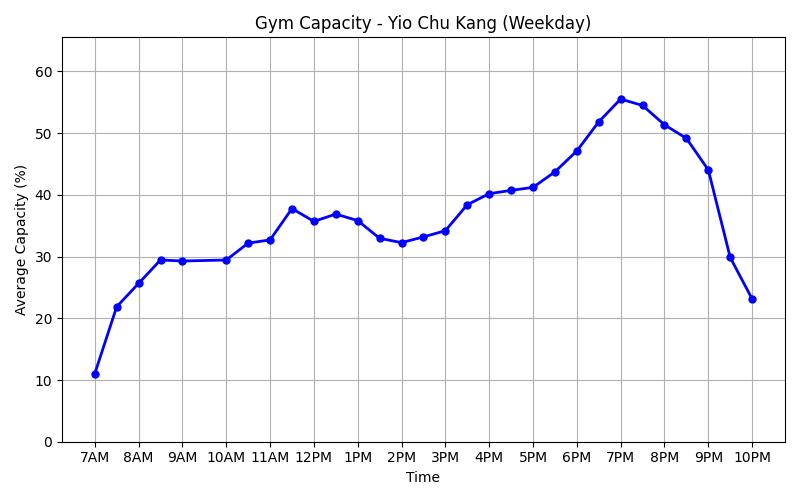 Gym Capacity - Yio Chu Kang (Weekday)
Average Capacity (%)
60
50
40
30
20
10
0
7AM 8AM 9AM 10AM 11AM 12PM 1PM 2PM 3PM 4PM 5PM 6PM 7PM 8PM 9PM 10PM
Time